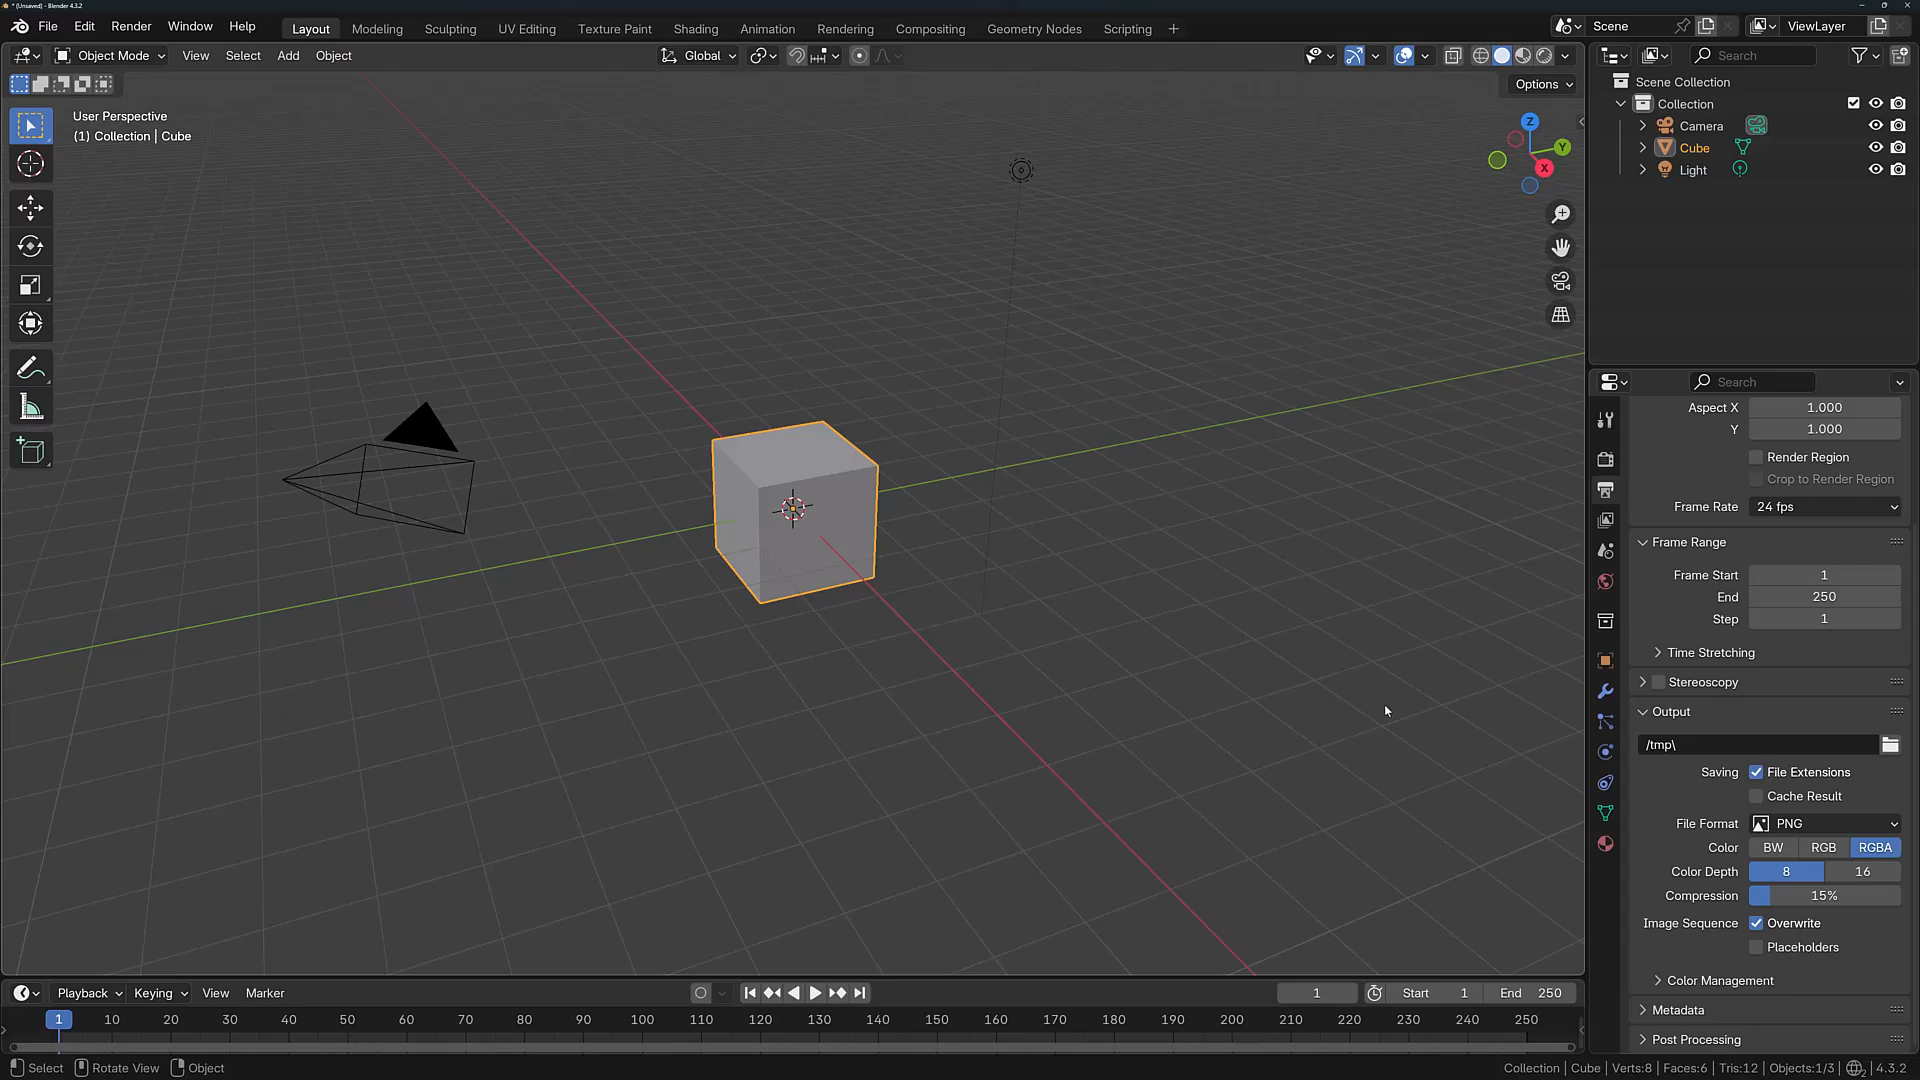 * (Unsaved) - Blender 4.3.2
File Edit Render Window Help Layout Modeling Sculpting UV Editing Texture Paint Shading Animation Rendering Compositing Geometry Nodes Scripting + Scene ViewLayer
Object Mode View Select Add Object Global Search
Options
User Perspective
(1) Collection | Cube
Z
Y
X
Scene Collection
Collection
Camera
Cube
Light
Search
Aspect X 1.000
Y 1.000
Render Region
Crop to Render Region
Frame Rate 24 fps
Frame Range
Frame Start 1
End 250
Step 1
Time Stretching
Stereoscopy
Output
/tmp\
Saving File Extensions
Cache Result
File Format PNG
Color BW RGB RGBA
Color Depth 8 16
Compression 15%
Image Sequence Overwrite
Placeholders
Color Management
Metadata
Post Processing
Playback Keying View Marker 1 Start 1 End 250
1 10 20 30 40 50 60 70 80 90 100 110 120 130 140 150 160 170 180 190 200 210 220 230 240 250
Select Rotate View Object Collection | Cube | Verts:8 | Faces:6 | Tris:12 | Objects:1/3 | 4.3.2